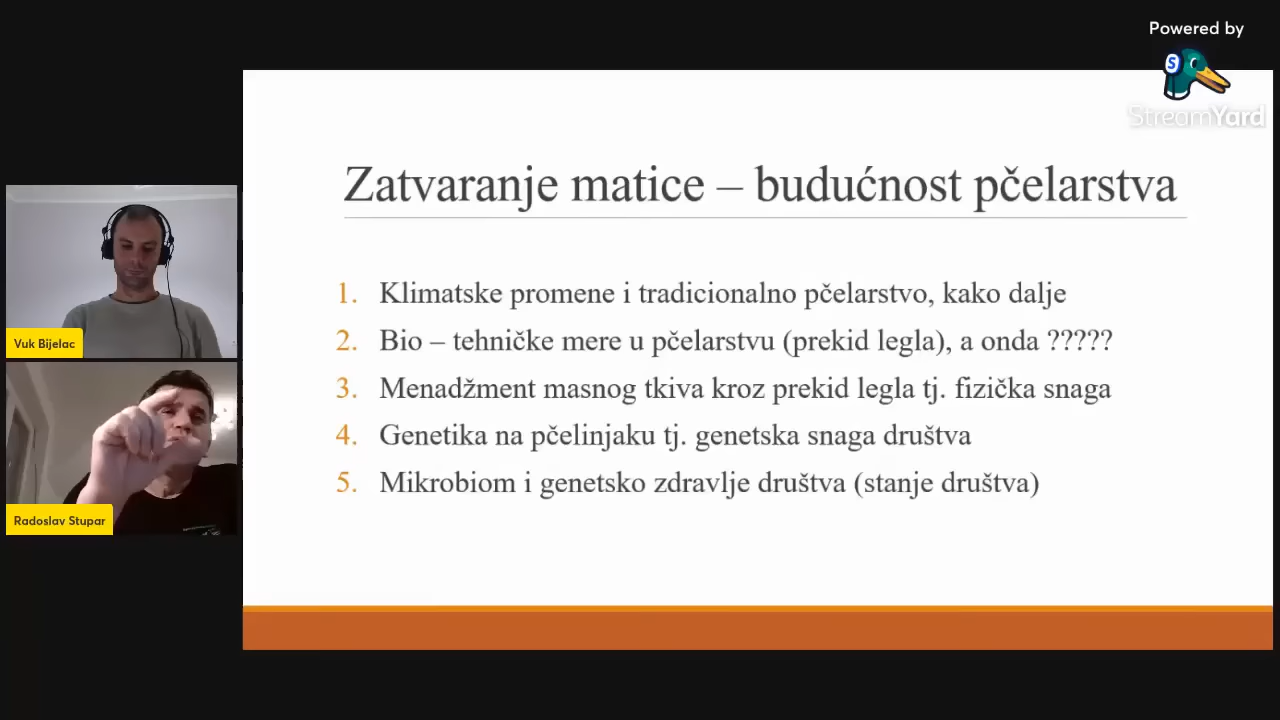 Powered by
StreamYard
Zatvaranje matice – budućnost pčelarstva
1. Klimatske promene i tradicionalno pčelarstvo, kako dalje
2. Bio – tehničke mere u pčelarstvu (prekid legla), a onda ?????
3. Menadžment masnog tkiva kroz prekid legla tj. fizička snaga
4. Genetika na pčelinjaku tj. genetska snaga društva
5. Mikrobiom i genetsko zdravlje društva (stanje društva)
Vuk Bijelac
Radoslav Stupar